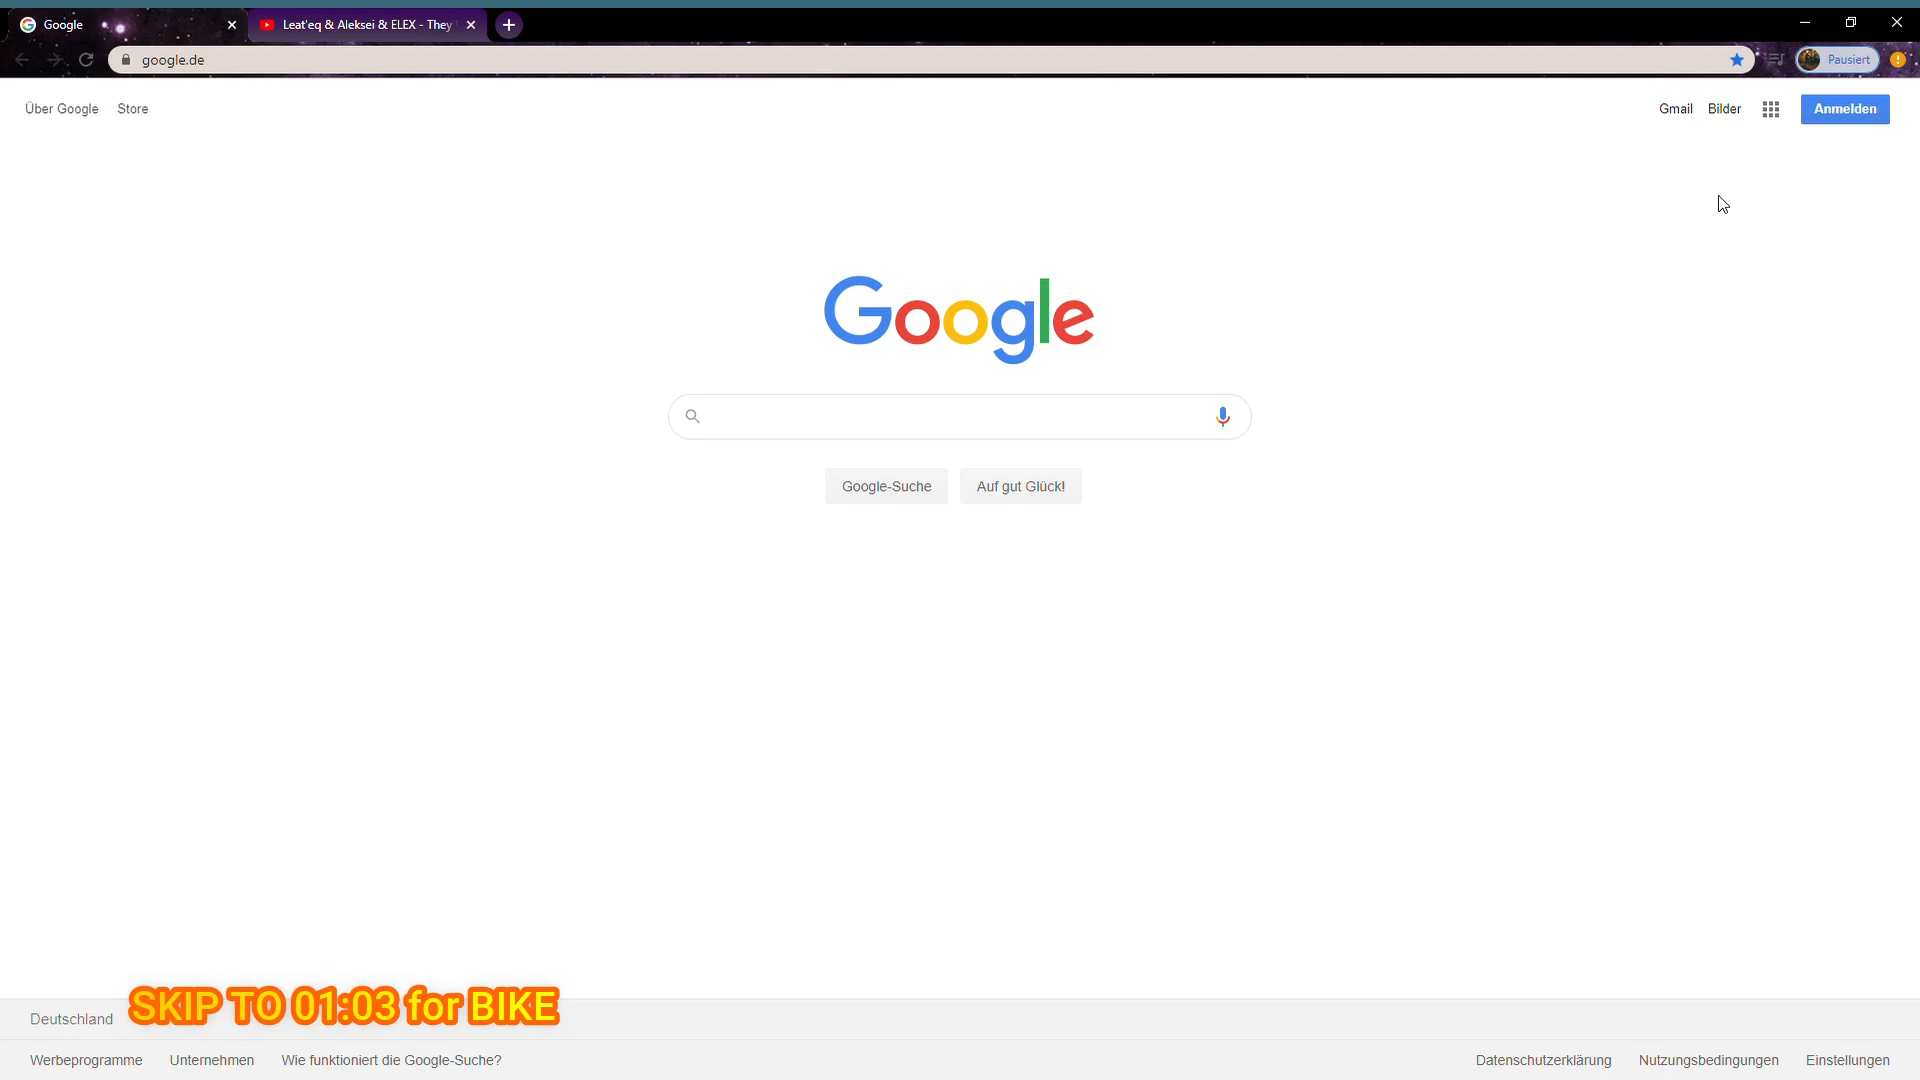 Google
Leat'eq & Aleksei & ELEX - They
google.de
Pausiert
Über Google
Store
Gmail
Bilder
Anmelden
Google
Google-Suche
Auf gut Glück!
SKIP TO 01:03 for BIKE
Deutschland
Werbeprogramme
Unternehmen
Wie funktioniert die Google-Suche?
Datenschutzerklärung
Nutzungsbedingungen
Einstellungen